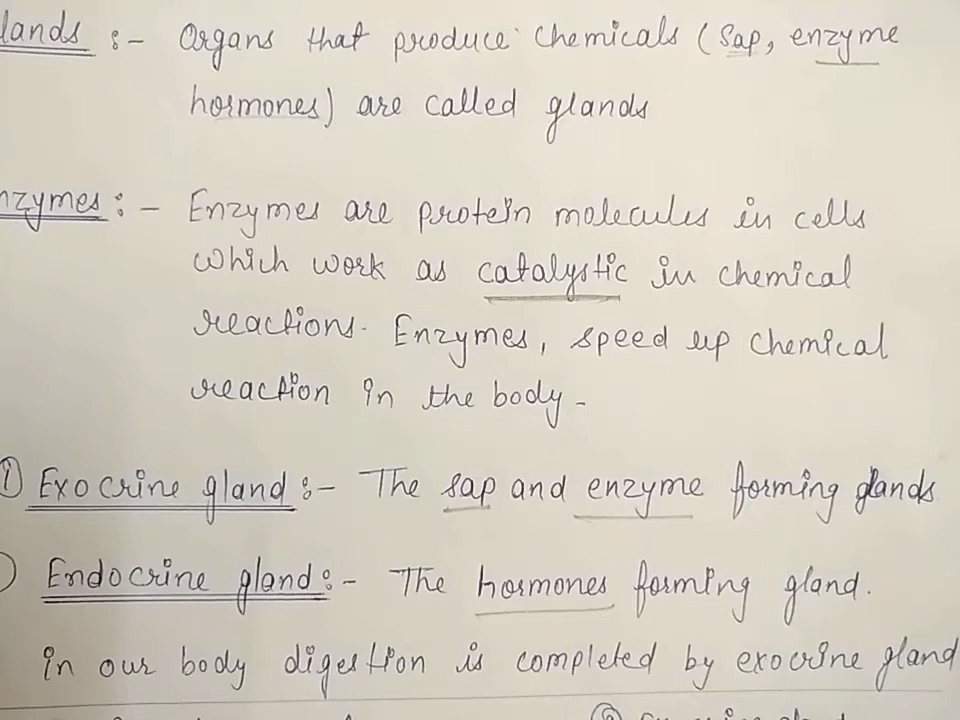 lands :- Organs that produce chemicals (Sap, enzyme
hormones) are called glands
nzymes :- Enzymes are protein molecules in cells
which work as catalystic in chemical
reactions. Enzymes, speed up chemical
reaction in the body -
① Exocrine gland :- The sap and enzyme forming glands
Endocrine gland :- The hormones forming gland.
in our body digestion is completed by exocrine gland